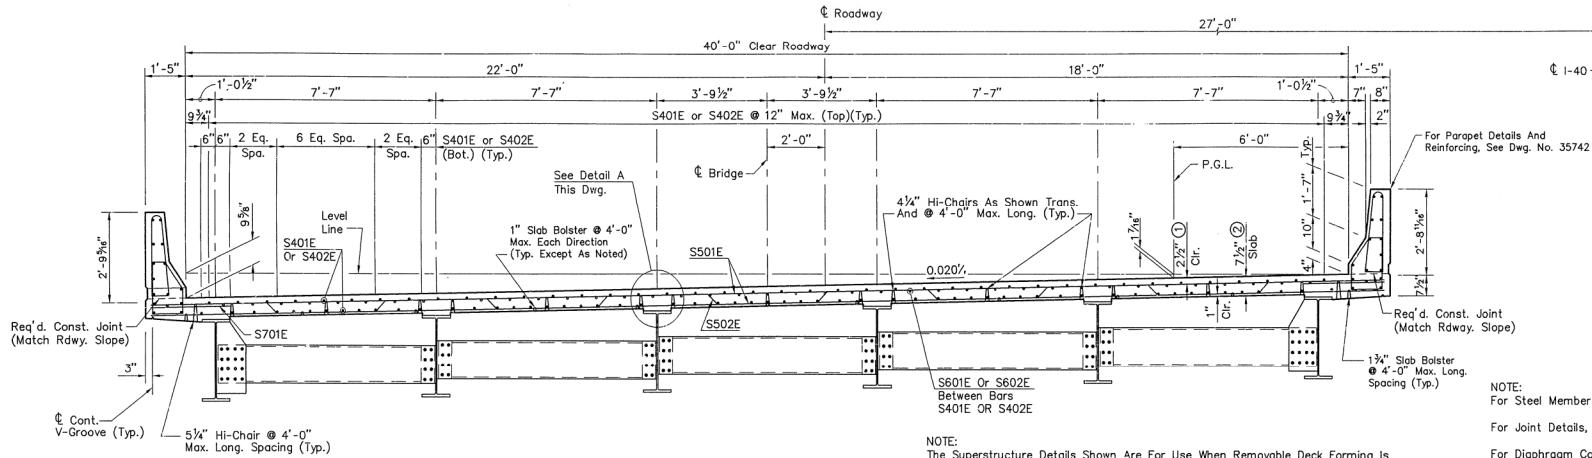 ℄ Roadway
27'-0"
40'-0" Clear Roadway
1'-5"
22'-0"
18'-0"
1'-5"
℄ I-40
1'-0½"
7'-7"
7'-7"
3'-9½"
3'-9½"
7'-7"
7'-7"
1'-0½"
7"
8"
9¾"
S401E or S402E @ 12" Max. (Top)(Typ.)
9¾"
2"
6"
6"
2 Eq.
Spa.
6 Eq. Spa.
2 Eq.
Spa.
6"
S401E or S402E
(Bot.) (Typ.)
2'-0"
6'-0"
Typ.
For Parapet Details And
Reinforcing, See Dwg. No. 35742
℄ Bridge
P.G.L.
See Detail A
This Dwg.
1'-7"
4¼" Hi-Chairs As Shown Trans.
And @ 4'-0" Max. Long. (Typ.)
9⅝"
Level
Line
1" Slab Bolster @ 4'-0"
Max. Each Direction
(Typ. Except As Noted)
S401E
Or S402E
S501E
1 7/16"
2½" ①
Clr.
7½" ②
Slab
10"
4"
2'-9 9/16"
2'-8 11/16"
0.020'/'
7½"
S502E
1"
Clr.
Req'd. Const. Joint
(Match Rdwy. Slope)
S701E
Req'd. Const. Joint
(Match Rdway. Slope)
3"
1¾" Slab Bolster
@ 4'-0" Max. Long.
Spacing (Typ.)
S601E Or S602E
Between Bars
S401E OR S402E
℄ Cont.
V-Groove (Typ.)
5¼" Hi-Chair @ 4'-0"
Max. Long. Spacing (Typ.)
NOTE:
The Superstructure Details Shown Are For Use When Removable Deck Forming Is
NOTE:
For Steel Member
For Joint Details,
For Diaphragm Co